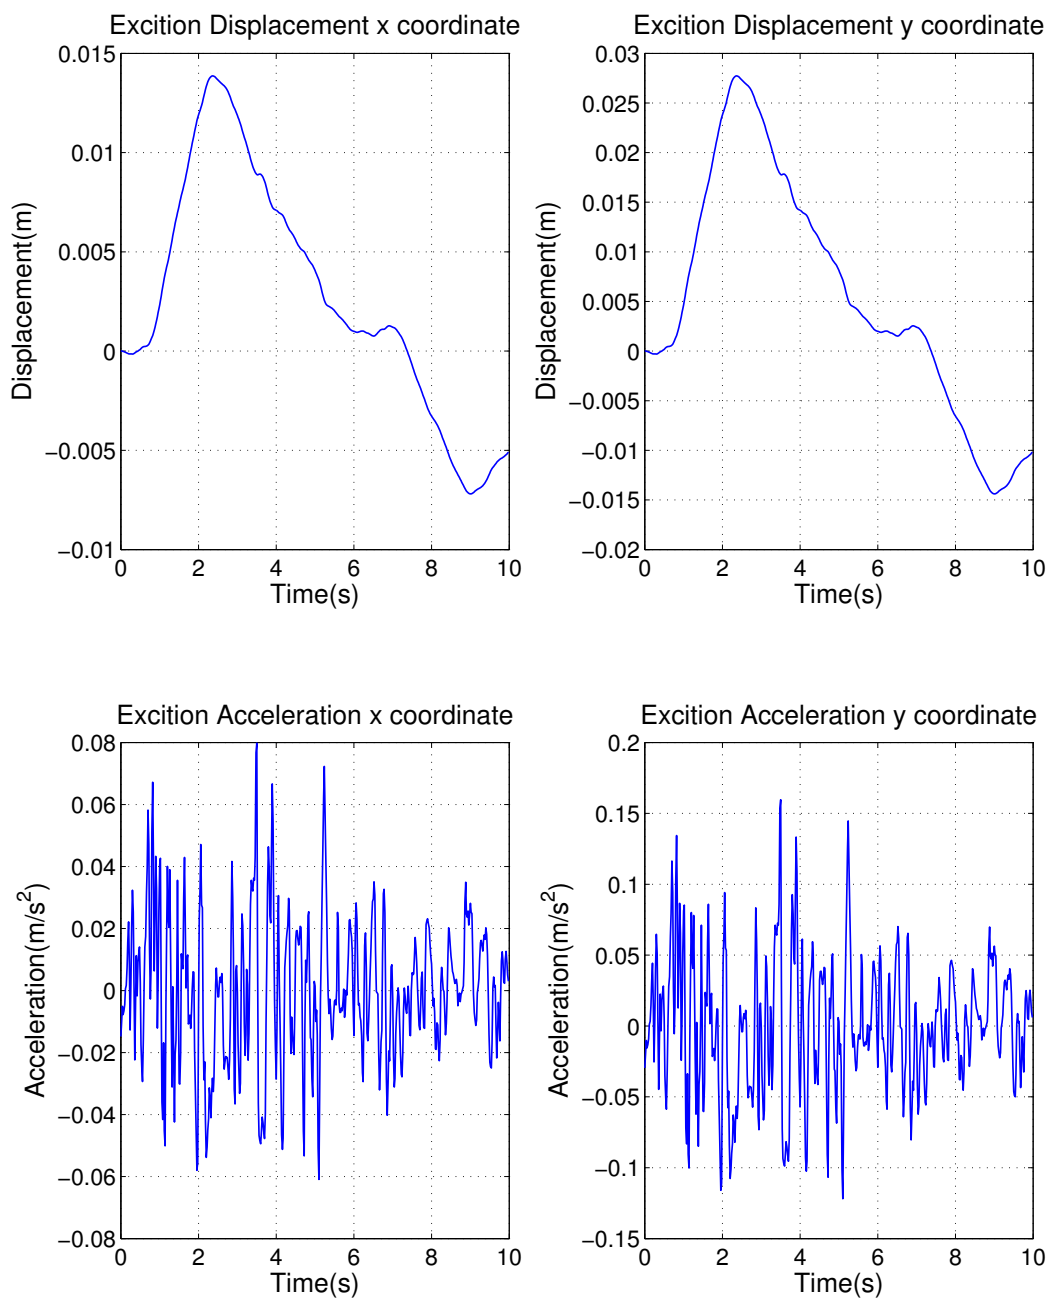 Excition Displacement x coordinate
0.015
0.01
0.005
0
−0.005
−0.01
Displacement(m)
0 2 4 6 8 10
Time(s)
Excition Displacement y coordinate
0.03
0.025
0.02
0.015
0.01
0.005
0
−0.005
−0.01
−0.015
−0.02
Displacement(m)
0 2 4 6 8 10
Time(s)
Excition Acceleration x coordinate
0.08
0.06
0.04
0.02
0
−0.02
−0.04
−0.06
−0.08
Acceleration(m/s²)
0 2 4 6 8 10
Time(s)
Excition Acceleration y coordinate
0.2
0.15
0.1
0.05
0
−0.05
−0.1
−0.15
Acceleration(m/s²)
0 2 4 6 8 10
Time(s)